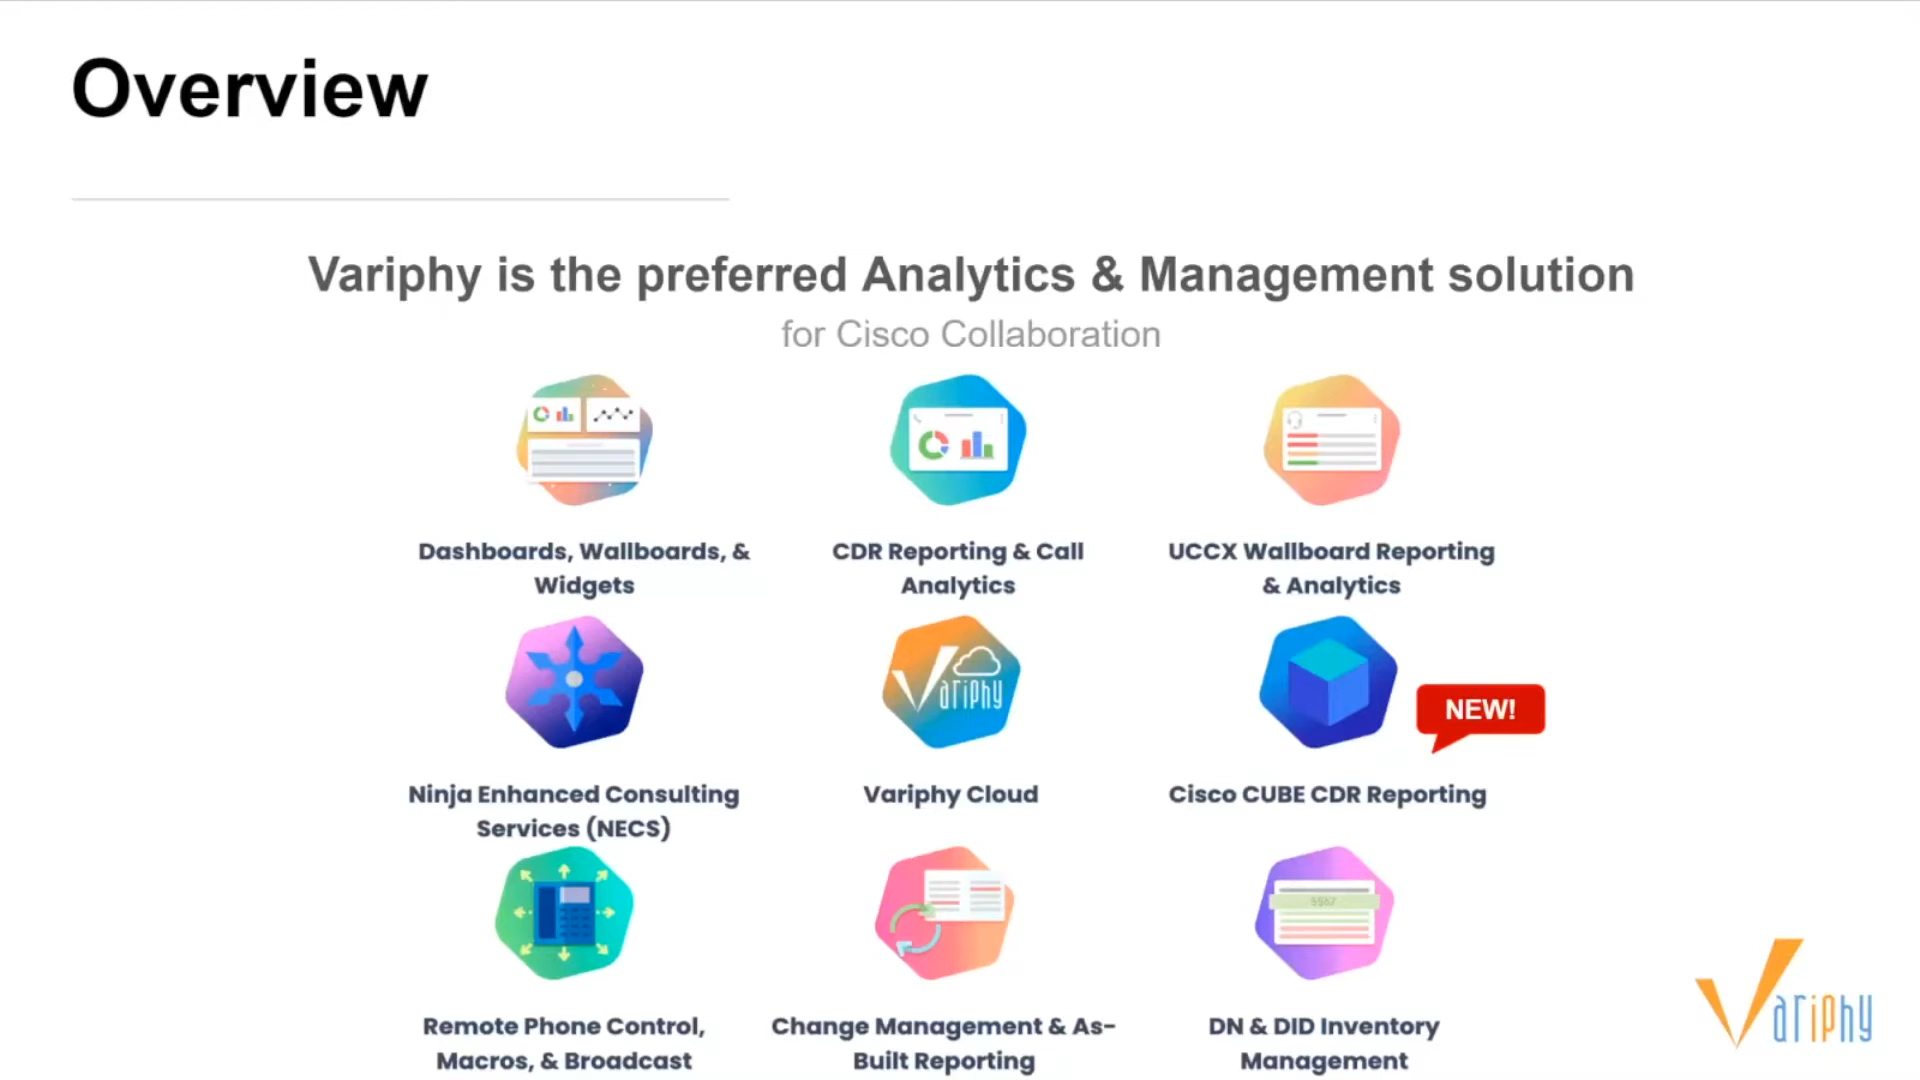 Overview
Variphy is the preferred Analytics & Management solution
for Cisco Collaboration
Dashboards, Wallboards, &
Widgets
CDR Reporting & Call
Analytics
UCCX Wallboard Reporting
& Analytics
Variphy
NEW!
Ninja Enhanced Consulting
Services (NECS)
Variphy Cloud
Cisco CUBE CDR Reporting
5567
Remote Phone Control,
Macros, & Broadcast
Change Management & As-
Built Reporting
DN & DID Inventory
Management
Variphy